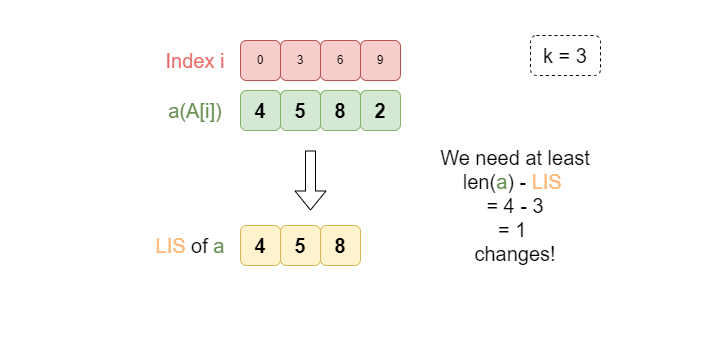 Index i 0 3 6 9
k = 3
a(A[i]) 4 5 8 2
We need at least
len(a) - LIS
= 4 - 3
= 1
changes!
LIS of a 4 5 8